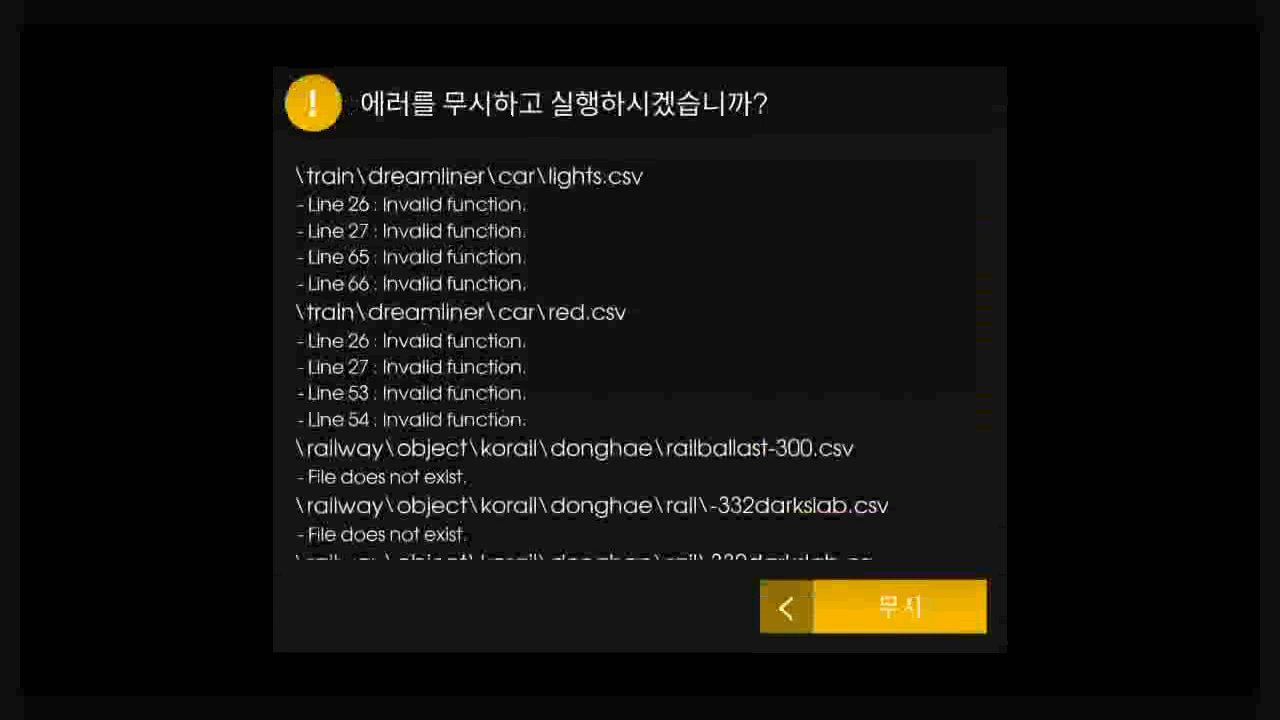 !
에러를 무시하고 실행하시겠습니까?
\train\dreamliner\car\lights.csv
- Line 26 : Invalid function.
- Line 27 : Invalid function.
- Line 65 : Invalid function.
- Line 66 : Invalid function.
\train\dreamliner\car\red.csv
- Line 26 : Invalid function.
- Line 27 : Invalid function.
- Line 53 : Invalid function.
- Line 54 : Invalid function.
\railway\object\korail\donghae\railballast-300.csv
- File does not exist.
\railway\object\korail\donghae\rail\-332darkslab.csv
- File does not exist.
< 무시